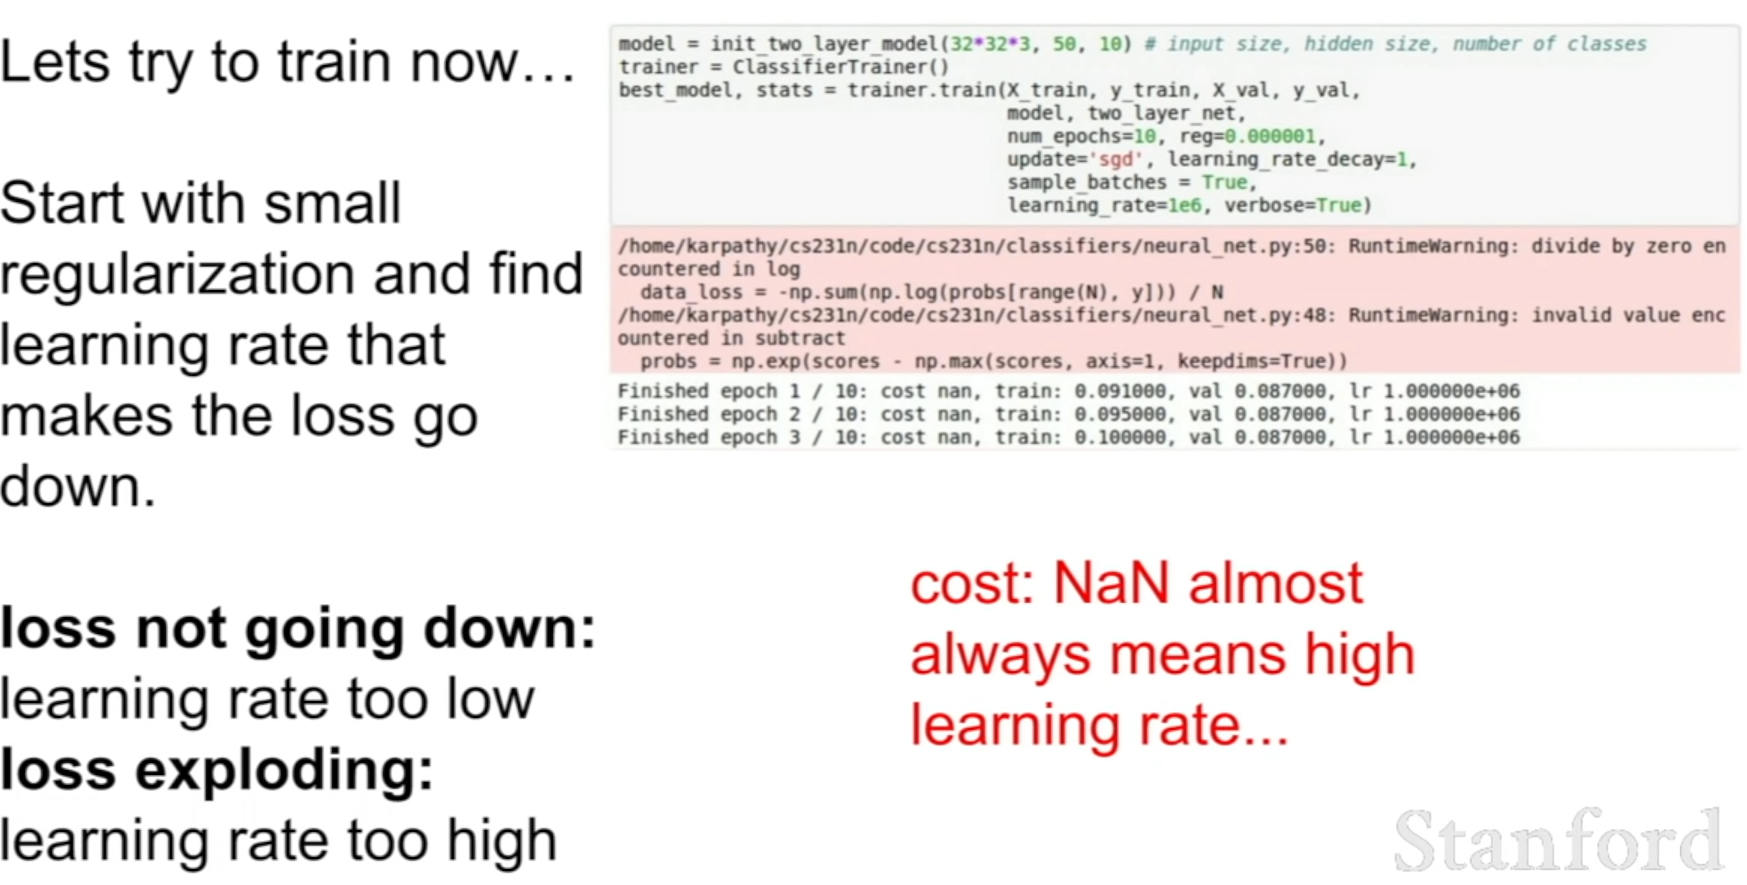 Lets try to train now…
Start with small
regularization and find
learning rate that
makes the loss go
down.
loss not going down:
learning rate too low
loss exploding:
learning rate too high
model = init_two_layer_model(32*32*3, 50, 10) # input size, hidden size, number of classes
trainer = ClassifierTrainer()
best_model, stats = trainer.train(X_train, y_train, X_val, y_val,
model, two_layer_net,
num_epochs=10, reg=0.000001,
update='sgd', learning_rate_decay=1,
sample_batches = True,
learning_rate=1e6, verbose=True)
/home/karpathy/cs231n/code/cs231n/classifiers/neural_net.py:50: RuntimeWarning: divide by zero en
countered in log
data_loss = -np.sum(np.log(probs[range(N), y])) / N
/home/karpathy/cs231n/code/cs231n/classifiers/neural_net.py:48: RuntimeWarning: invalid value enc
ountered in subtract
probs = np.exp(scores - np.max(scores, axis=1, keepdims=True))
Finished epoch 1 / 10: cost nan, train: 0.091000, val 0.087000, lr 1.000000e+06
Finished epoch 2 / 10: cost nan, train: 0.095000, val 0.087000, lr 1.000000e+06
Finished epoch 3 / 10: cost nan, train: 0.100000, val 0.087000, lr 1.000000e+06
cost: NaN almost
always means high
learning rate...
Stanford